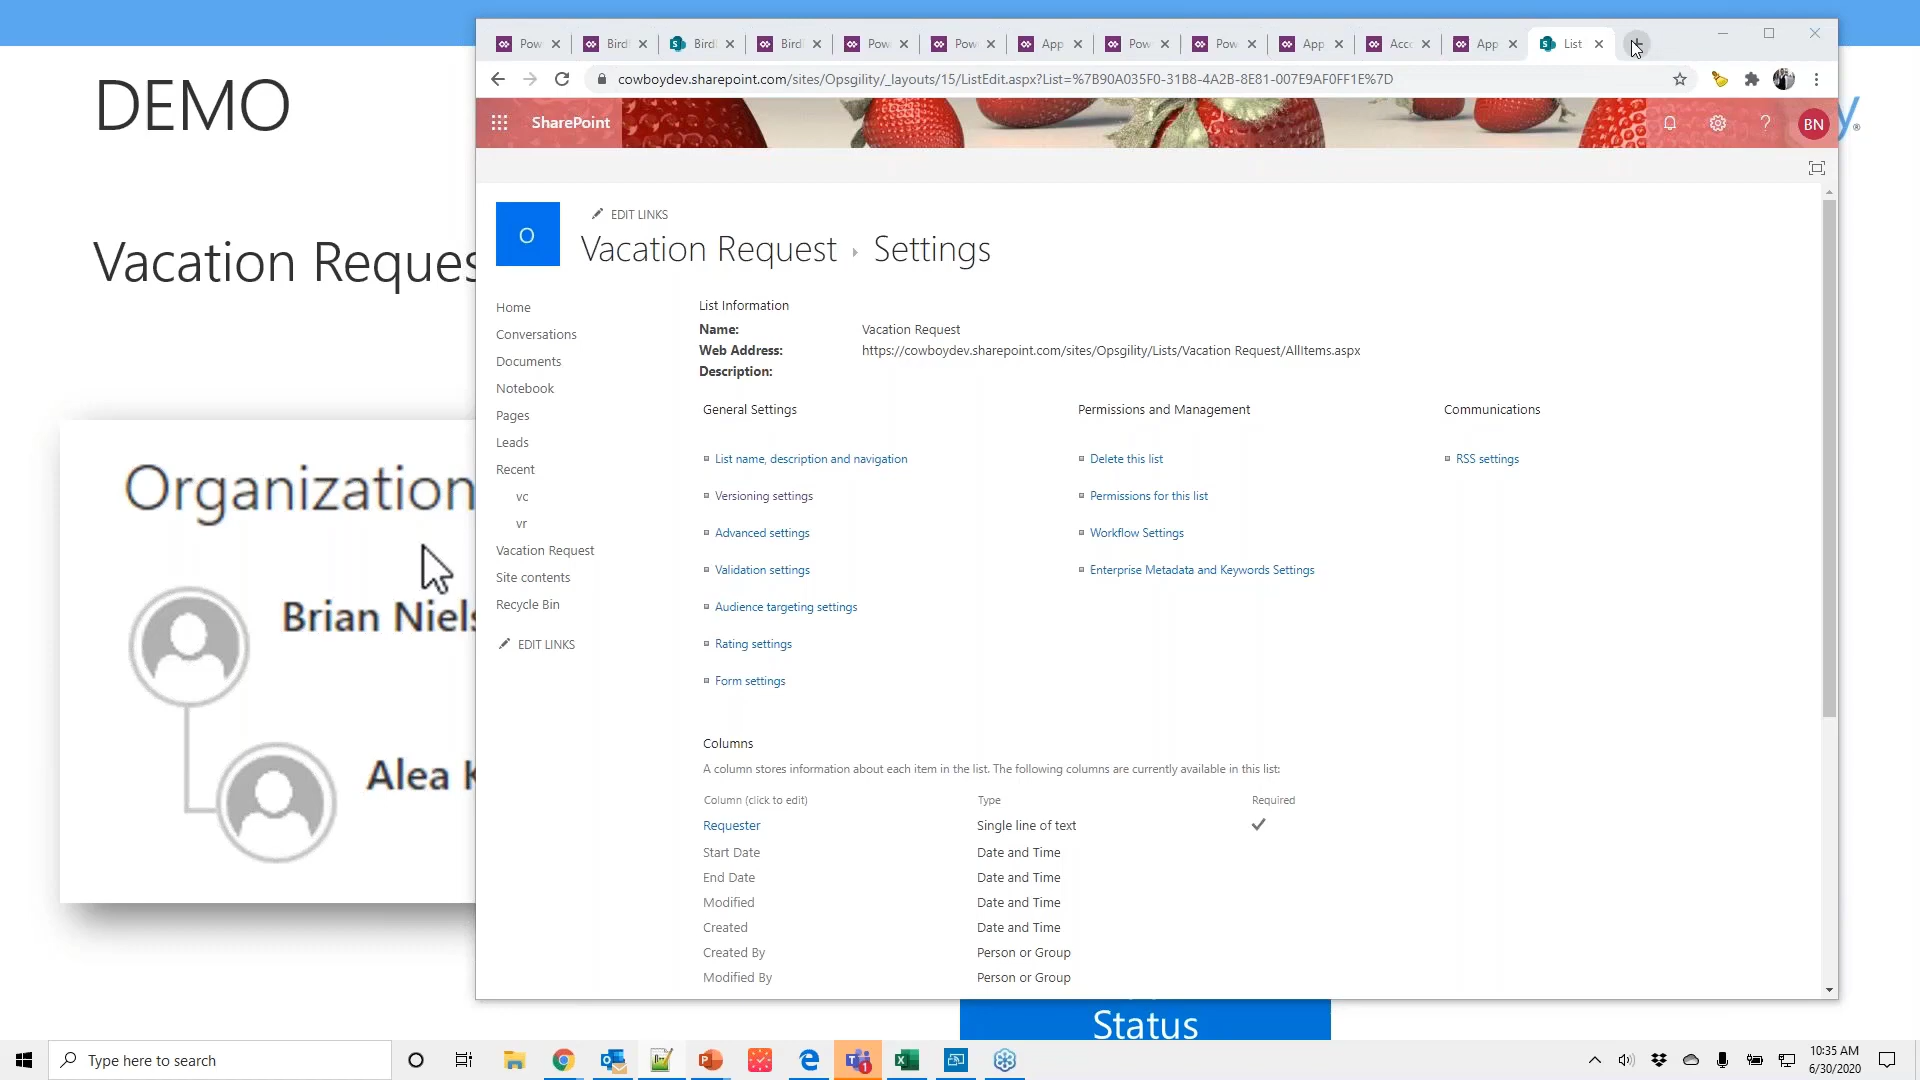 DEMO
Vacation Reques
Organization
Brian Niels
Alea K
Status
Pow
Bird
Bird
Bird
Pow
Pow
App
Pow
Pow
App
Acc
App
List
cowboydev.sharepoint.com/sites/Opsgility/_layouts/15/ListEdit.aspx?List=%7B90A035F0-31B8-4A2B-8E81-007E9AF0FF1E%7D
SharePoint
BN
O
EDIT LINKS
Vacation Request Settings
Home
Conversations
Documents
Notebook
Pages
Leads
Recent
vc
vr
Vacation Request
Site contents
Recycle Bin
EDIT LINKS
List Information
Name: Vacation Request
Web Address: https://cowboydev.sharepoint.com/sites/Opsgility/Lists/Vacation Request/AllItems.aspx
Description:
General Settings
List name, description and navigation
Versioning settings
Advanced settings
Validation settings
Audience targeting settings
Rating settings
Form settings
Permissions and Management
Delete this list
Permissions for this list
Workflow Settings
Enterprise Metadata and Keywords Settings
Communications
RSS settings
Columns
A column stores information about each item in the list. The following columns are currently available in this list:
Column (click to edit) Type Required
Requester Single line of text
Start Date Date and Time
End Date Date and Time
Modified Date and Time
Created Date and Time
Created By Person or Group
Modified By Person or Group
Type here to search
1
10:35 AM
6/30/2020